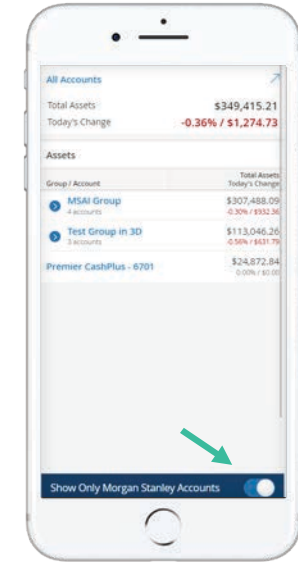 All Accounts
Total Assets $349,415.21
Today's Change -0.36% / $1,274.73
Assets
Total Assets
Group / Account Today's Change
MSAI Group $307,488.09
4 accounts -0.30% / $932.36
Test Group in 3D $113,046.26
3 accounts -0.56% / $631.79
Premier CashPlus - 6701 $24,872.84
0.00% / $0.00
Show Only Morgan Stanley Accounts